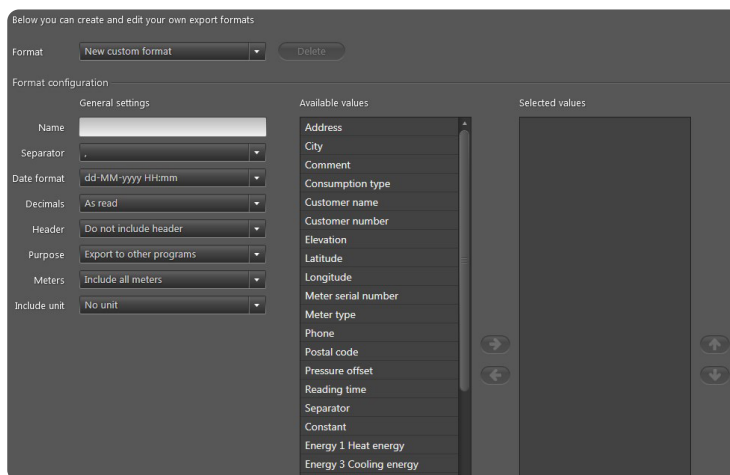 Below you can create and edit your own export formats
Format New custom format Delete
Format configuration
General settings Available values Selected values
Name
Separator ,
Date format dd-MM-yyyy HH:mm
Decimals As read
Header Do not include header
Purpose Export to other programs
Meters Include all meters
Include unit No unit
Address
City
Comment
Consumption type
Customer name
Customer number
Elevation
Latitude
Longitude
Meter serial number
Meter type
Phone
Postal code
Pressure offset
Reading time
Separator
Constant
Energy 1 Heat energy
Energy 3 Cooling energy